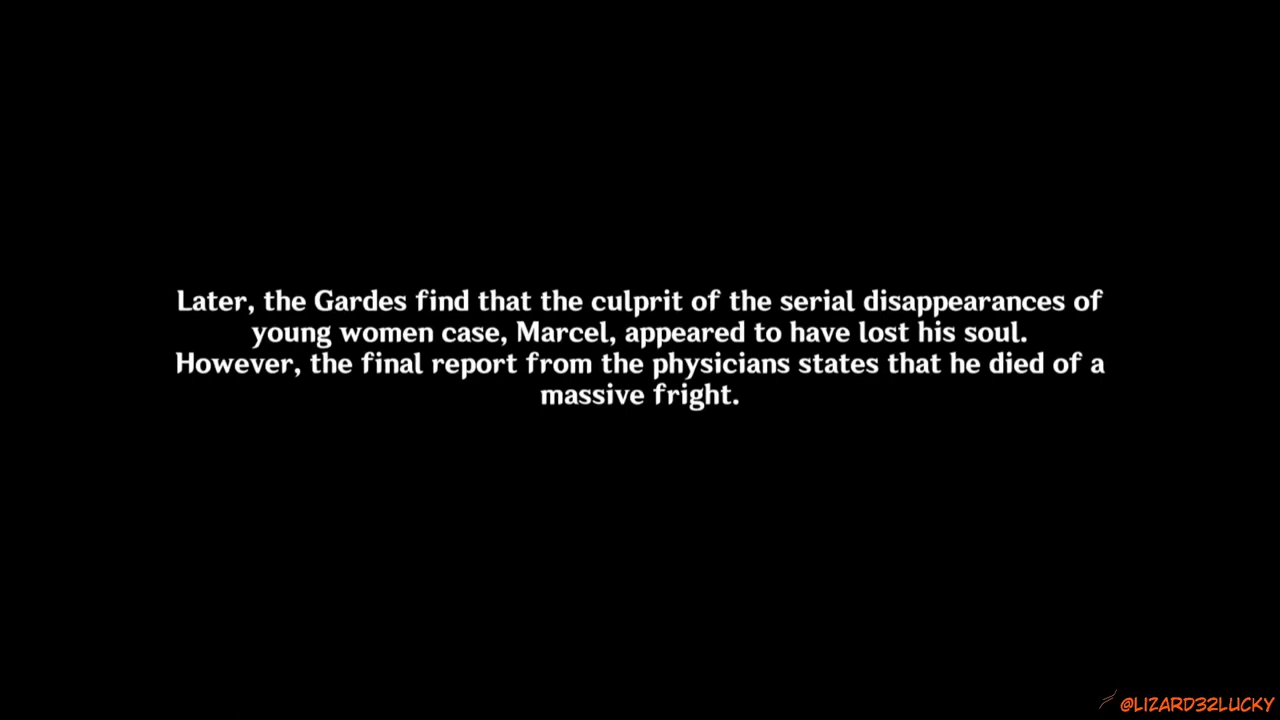 Later, the Gardes find that the culprit of the serial disappearances of
young women case, Marcel, appeared to have lost his soul.
However, the final report from the physicians states that he died of a
massive fright.
@LIZARD32LUCKY